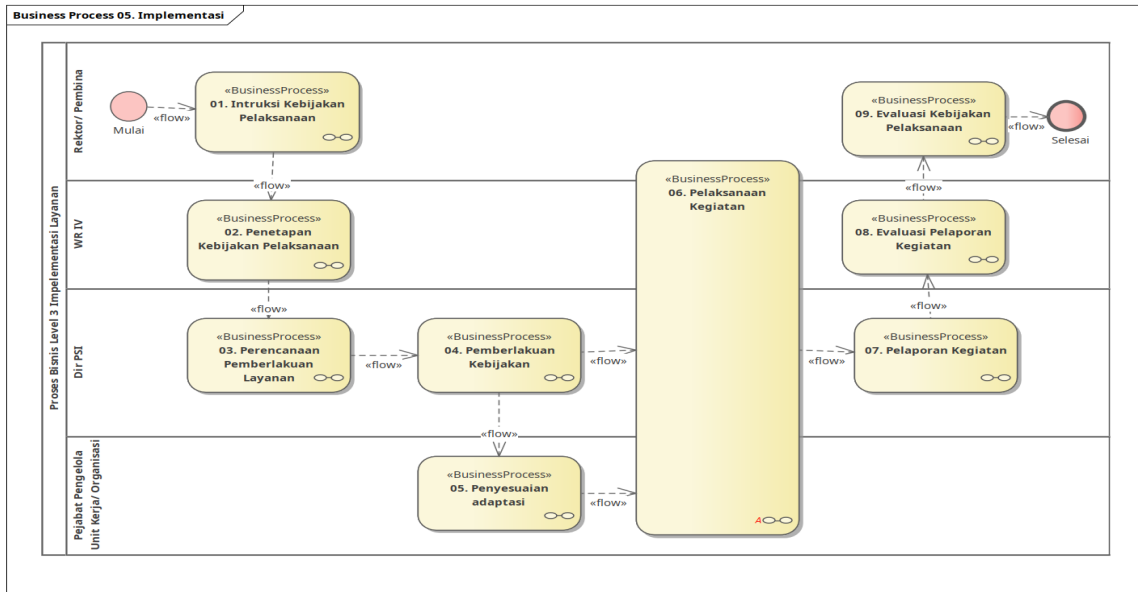 Business Process 05. Implementasi
Proses Bisnis Level 3 Impelementasi Layanan
Rektor/ Pembina
Mulai
«flow»
«BusinessProcess»
01. Intruksi Kebijakan
Pelaksanaan
«flow»
WR IV
«BusinessProcess»
02. Penetapan
Kebijakan Pelaksanaan
«flow»
Dir PSI
«BusinessProcess»
03. Perencanaan
Pemberlakuan
Layanan
«flow»
«BusinessProcess»
04. Pemberlakuan
Kebijakan
«flow»
«flow»
Pejabat Pengelola
Unit Kerja/ Organisasi
«BusinessProcess»
05. Penyesuaian
adaptasi
«flow»
«BusinessProcess»
06. Pelaksanaan
Kegiatan
A
«flow»
«BusinessProcess»
07. Pelaporan Kegiatan
«flow»
«BusinessProcess»
08. Evaluasi Pelaporan
Kegiatan
«flow»
«BusinessProcess»
09. Evaluasi Kebijakan
Pelaksanaan
«flow»
Selesai